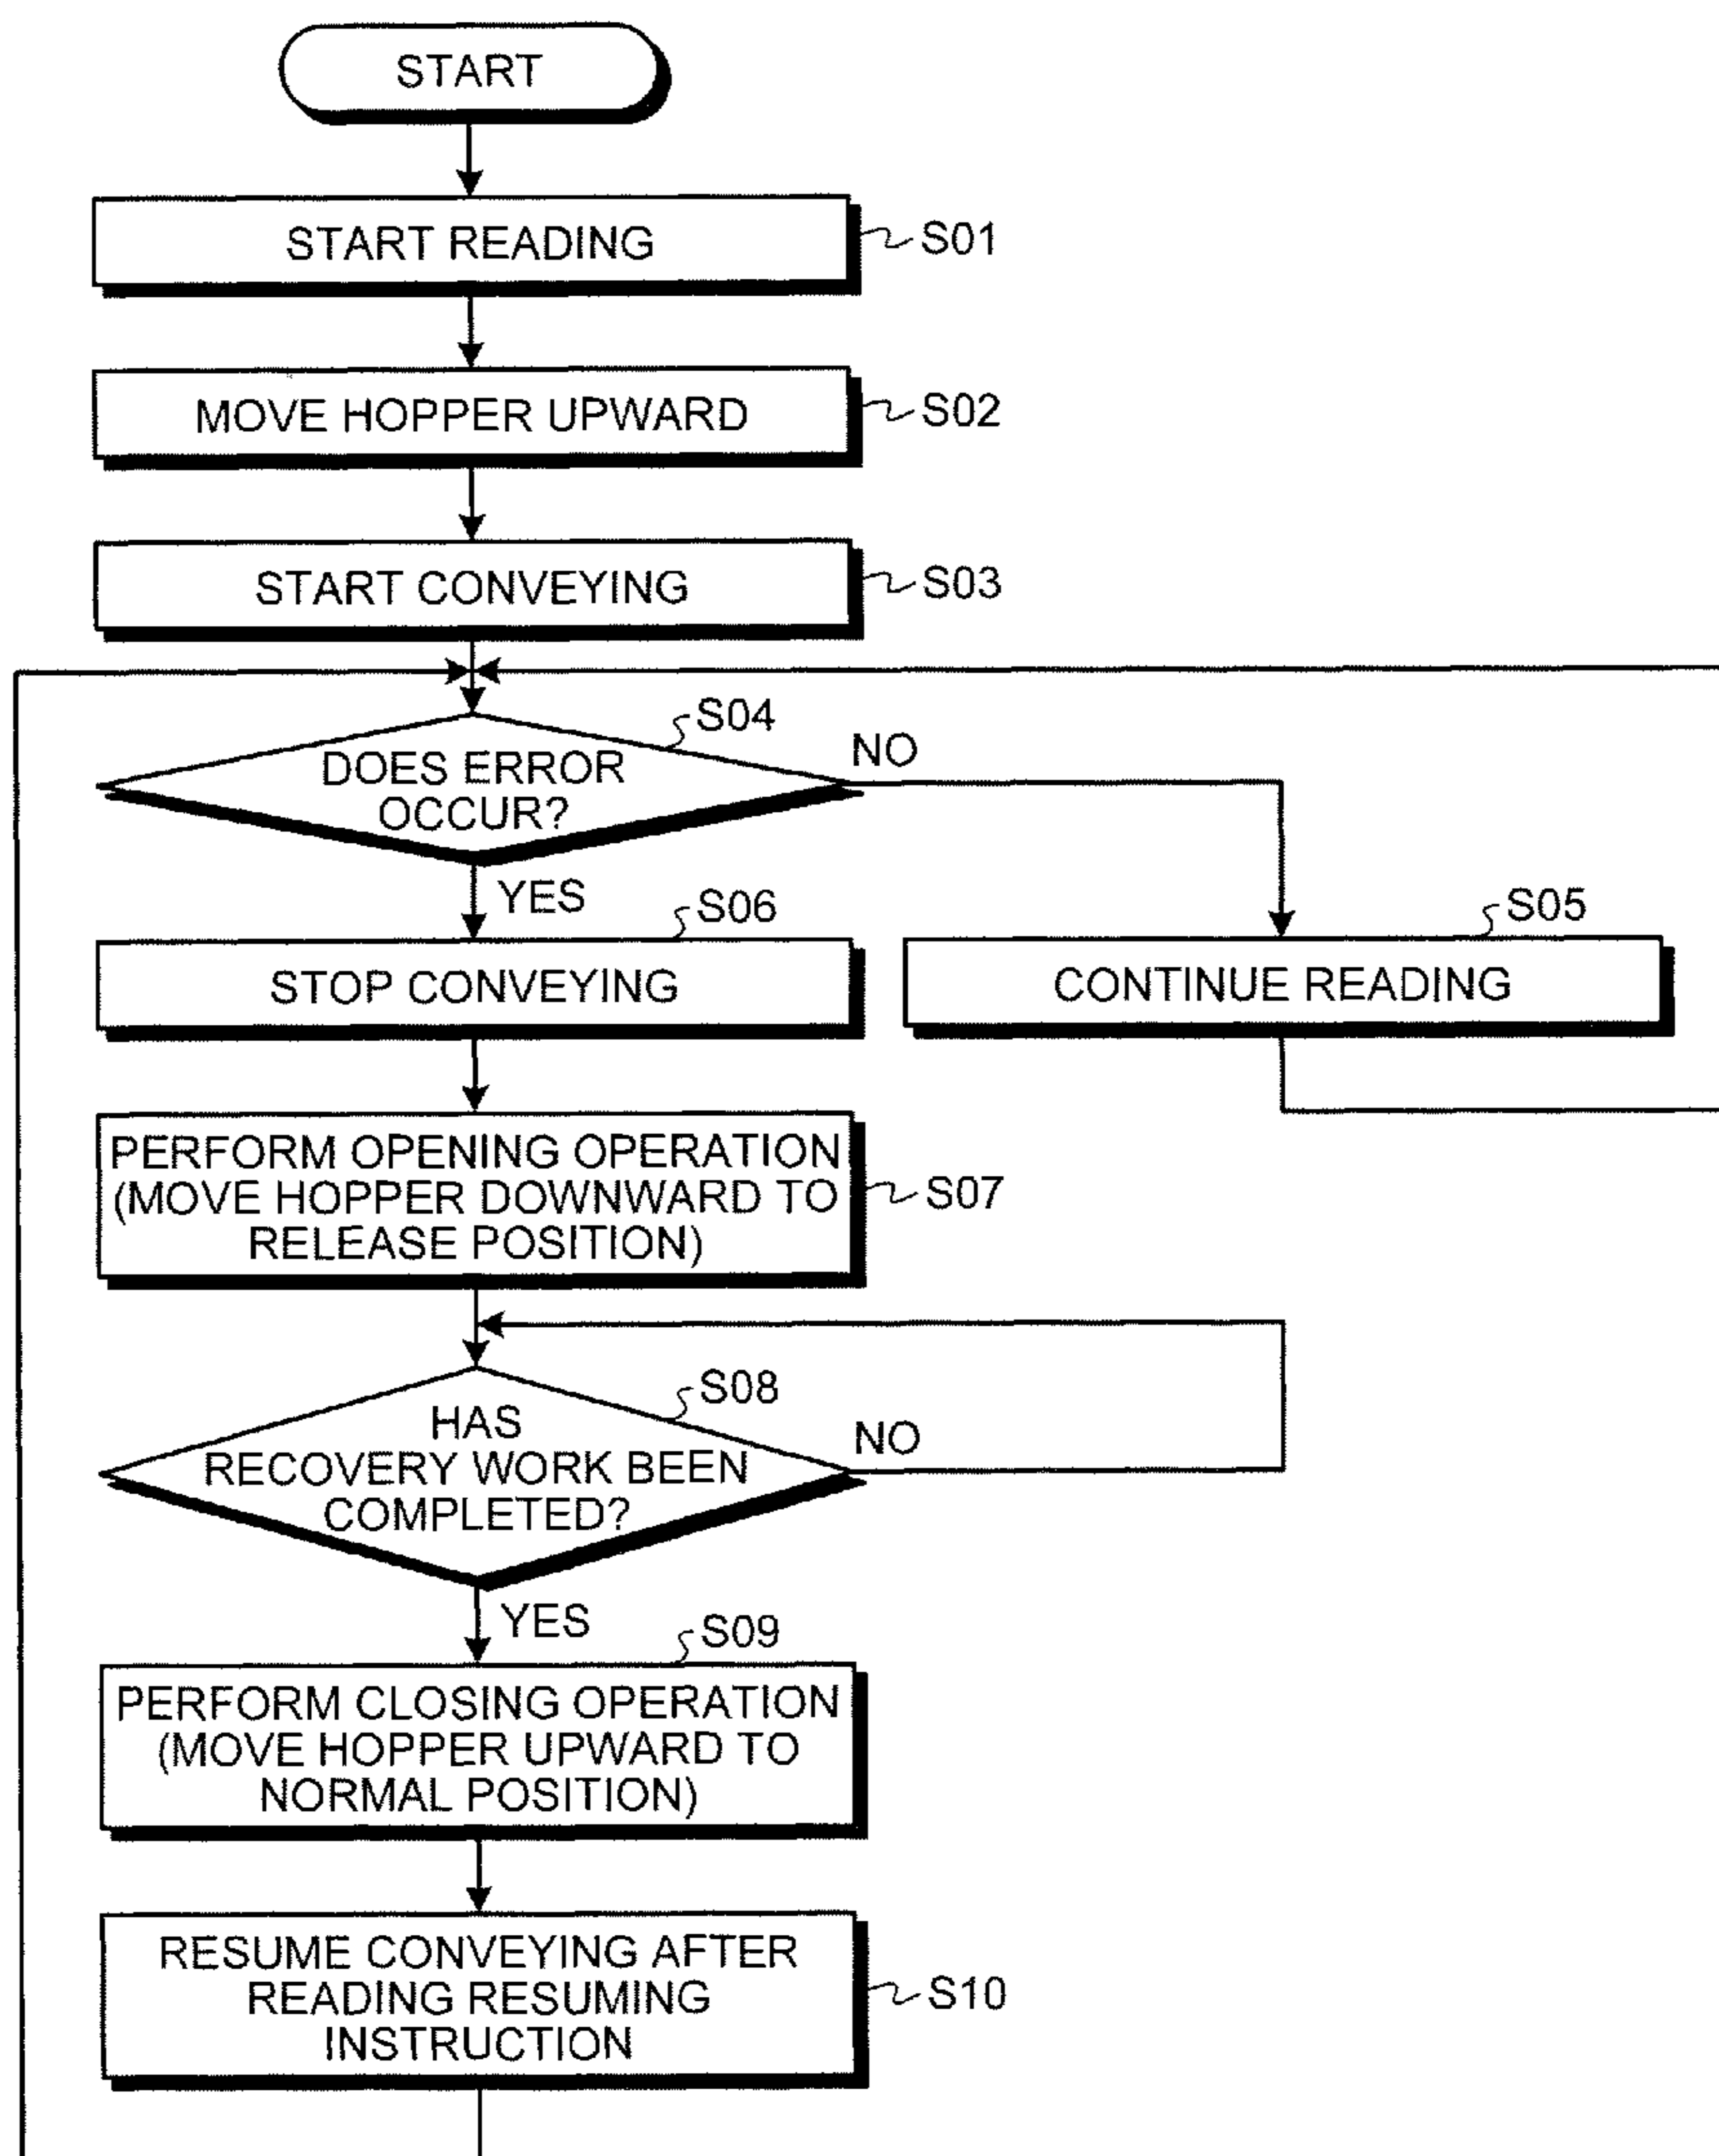 START
START READING
S01
MOVE HOPPER UPWARD
S02
START CONVEYING
S03
S04
DOES ERROR
OCCUR?
NO
YES
S06
STOP CONVEYING
S05
CONTINUE READING
PERFORM OPENING OPERATION
(MOVE HOPPER DOWNWARD TO
RELEASE POSITION)
S07
S08
HAS
RECOVERY WORK BEEN
COMPLETED?
NO
YES
S09
PERFORM CLOSING OPERATION
(MOVE HOPPER UPWARD TO
NORMAL POSITION)
RESUME CONVEYING AFTER
READING RESUMING
INSTRUCTION
S10